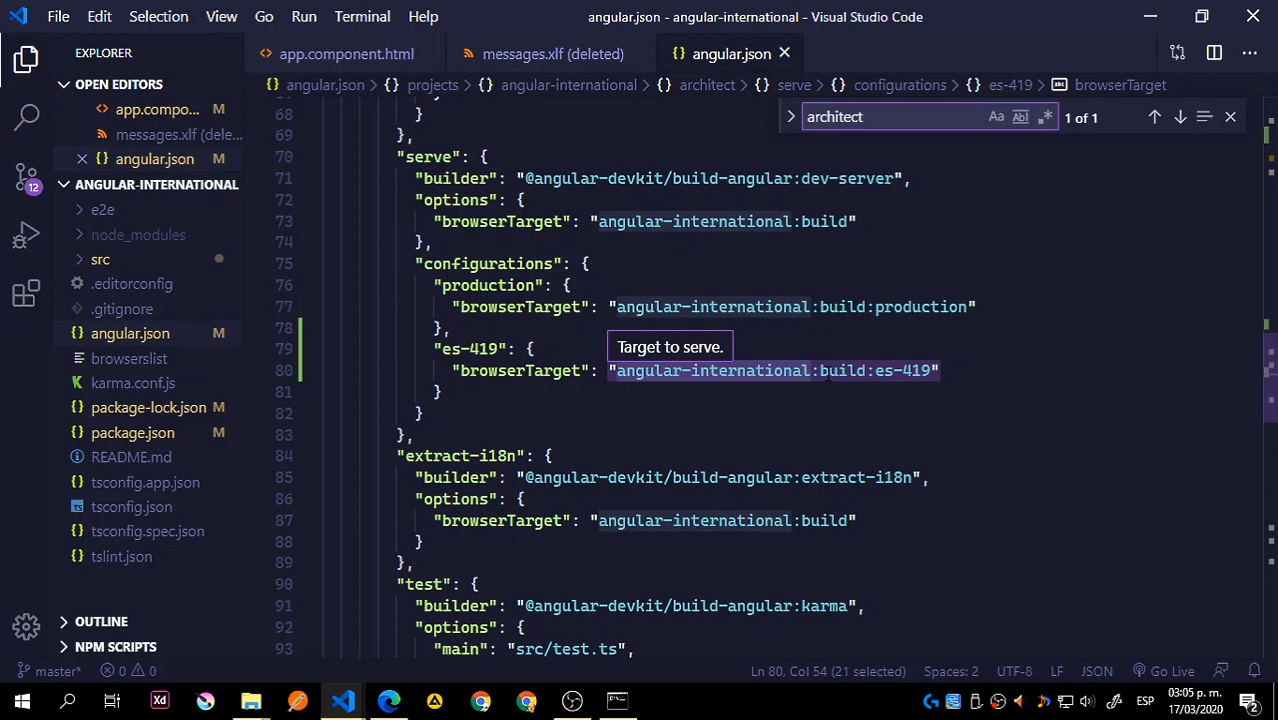 File Edit Selection View Go Run Terminal Help angular.json - angular-international - Visual Studio Code
EXPLORER
OPEN EDITORS
app.compo... M
messages.xlf (dele...
angular.json M
ANGULAR-INTERNATIONAL
e2e
node_modules
src
.editorconfig
.gitignore
angular.json M
browserslist
karma.conf.js
package-lock.json M
package.json M
README.md
tsconfig.app.json
tsconfig.json
tsconfig.spec.json
tslint.json
OUTLINE
NPM SCRIPTS
12
app.component.html messages.xlf (deleted) angular.json
angular.json > projects > angular-international > architect > serve > configurations > es-419 > browserTarget
architect Aa Abl .* 1 of 1
68 }
69 },
70 "serve": {
71 "builder": "@angular-devkit/build-angular:dev-server",
72 "options": {
73 "browserTarget": "angular-international:build"
74 },
75 "configurations": {
76 "production": {
77 "browserTarget": "angular-international:build:production"
78 },
79 "es-419": {
Target to serve.
80 "browserTarget": "angular-international:build:es-419"
81 }
82 }
83 },
84 "extract-i18n": {
85 "builder": "@angular-devkit/build-angular:extract-i18n",
86 "options": {
87 "browserTarget": "angular-international:build"
88 }
89 },
90 "test": {
91 "builder": "@angular-devkit/build-angular:karma",
92 "options": {
93 "main": "src/test.ts",
master* 0 0 Ln 80, Col 54 (21 selected) Spaces: 2 UTF-8 LF JSON Go Live
Xd ESP 03:05 p. m.
17/03/2020 2